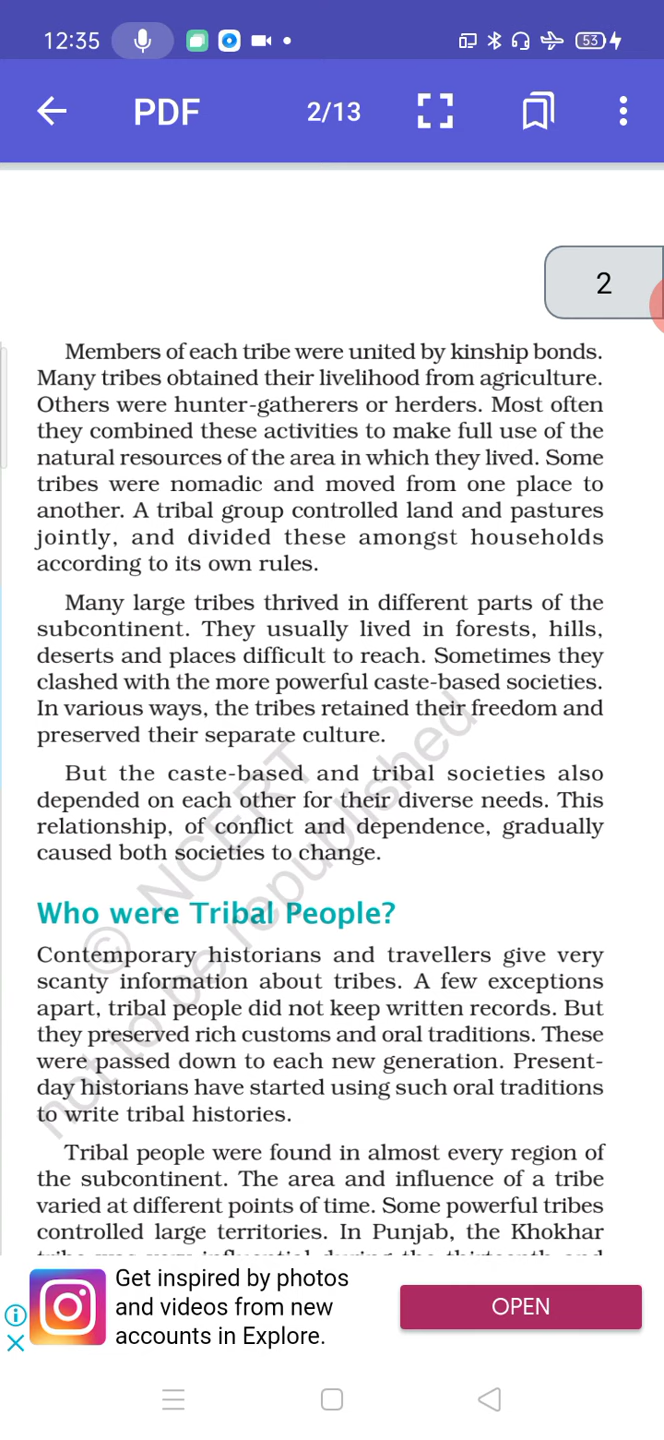 12:35
53
PDF
2/13
2
Members of each tribe were united by kinship bonds.
Many tribes obtained their livelihood from agriculture.
Others were hunter-gatherers or herders. Most often
they combined these activities to make full use of the
natural resources of the area in which they lived. Some
tribes were nomadic and moved from one place to
another. A tribal group controlled land and pastures
jointly, and divided these amongst households
according to its own rules.
Many large tribes thrived in different parts of the
subcontinent. They usually lived in forests, hills,
deserts and places difficult to reach. Sometimes they
clashed with the more powerful caste-based societies.
In various ways, the tribes retained their freedom and
preserved their separate culture.
But the caste-based and tribal societies also
depended on each other for their diverse needs. This
relationship, of conflict and dependence, gradually
caused both societies to change.
Who were Tribal People?
Contemporary historians and travellers give very
scanty information about tribes. A few exceptions
apart, tribal people did not keep written records. But
they preserved rich customs and oral traditions. These
were passed down to each new generation. Present-
day historians have started using such oral traditions
to write tribal histories.
Tribal people were found in almost every region of
the subcontinent. The area and influence of a tribe
varied at different points of time. Some powerful tribes
controlled large territories. In Punjab, the Khokhar
© NCERT
not to be republished
Get inspired by photos
and videos from new
accounts in Explore.
OPEN